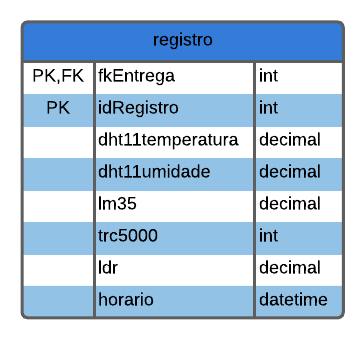 registro
PK,FK fkEntrega int
PK idRegistro int
dht11temperatura decimal
dht11umidade decimal
lm35 decimal
trc5000 int
ldr decimal
horario datetime